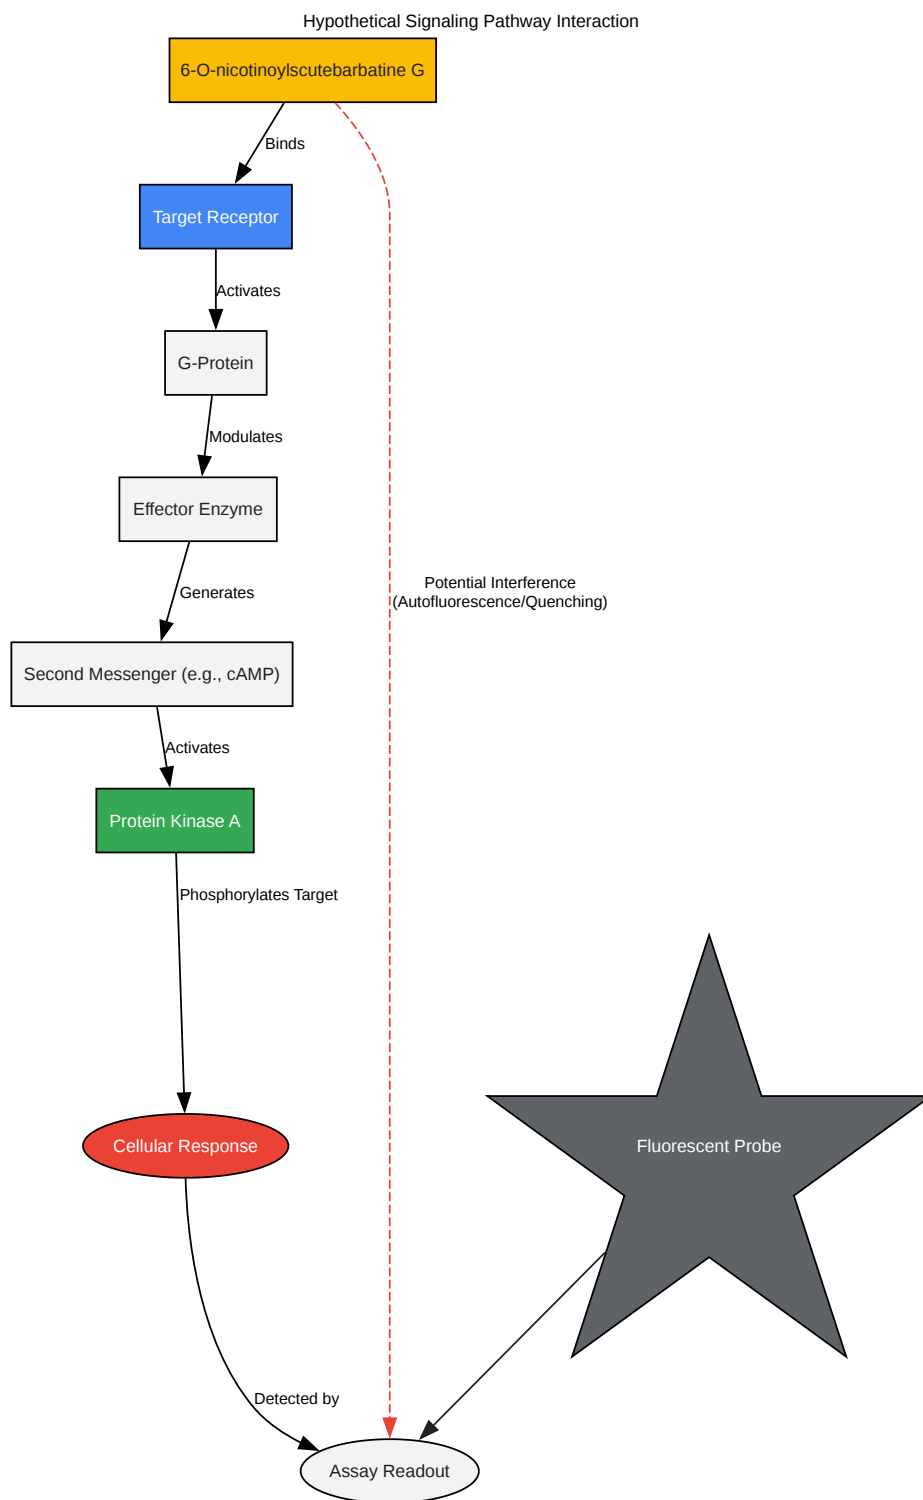 Hypothetical Signaling Pathway Interaction
6-O-nicotinoylscutebarbatine G
Binds
Target Receptor
Activates
G-Protein
Modulates
Effector Enzyme
Potential Interference
(Autofluorescence/Quenching)
Generates
Second Messenger (e.g., cAMP)
Activates
Protein Kinase A
Phosphorylates Target
Cellular Response
Fluorescent Probe
Detected by
Assay Readout